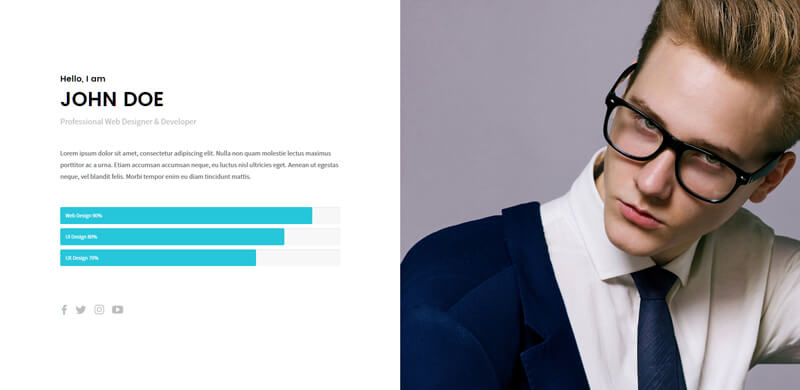 Hello, I am
JOHN DOE
Professional Web Designer & Developer
Lorem ipsum dolor sit amet, consectetur adipiscing elit. Nulla non quam molestie lectus maximus
porttitor ac a urna. Etiam accumsan accumsan neque, eu luctus nisl ultricies eget. Aenean ut egestas
neque, vel blandit felis. Morbi tempor enim eu diam tincidunt mattis.
Web Design 90%
UI Design 80%
UX Design 70%